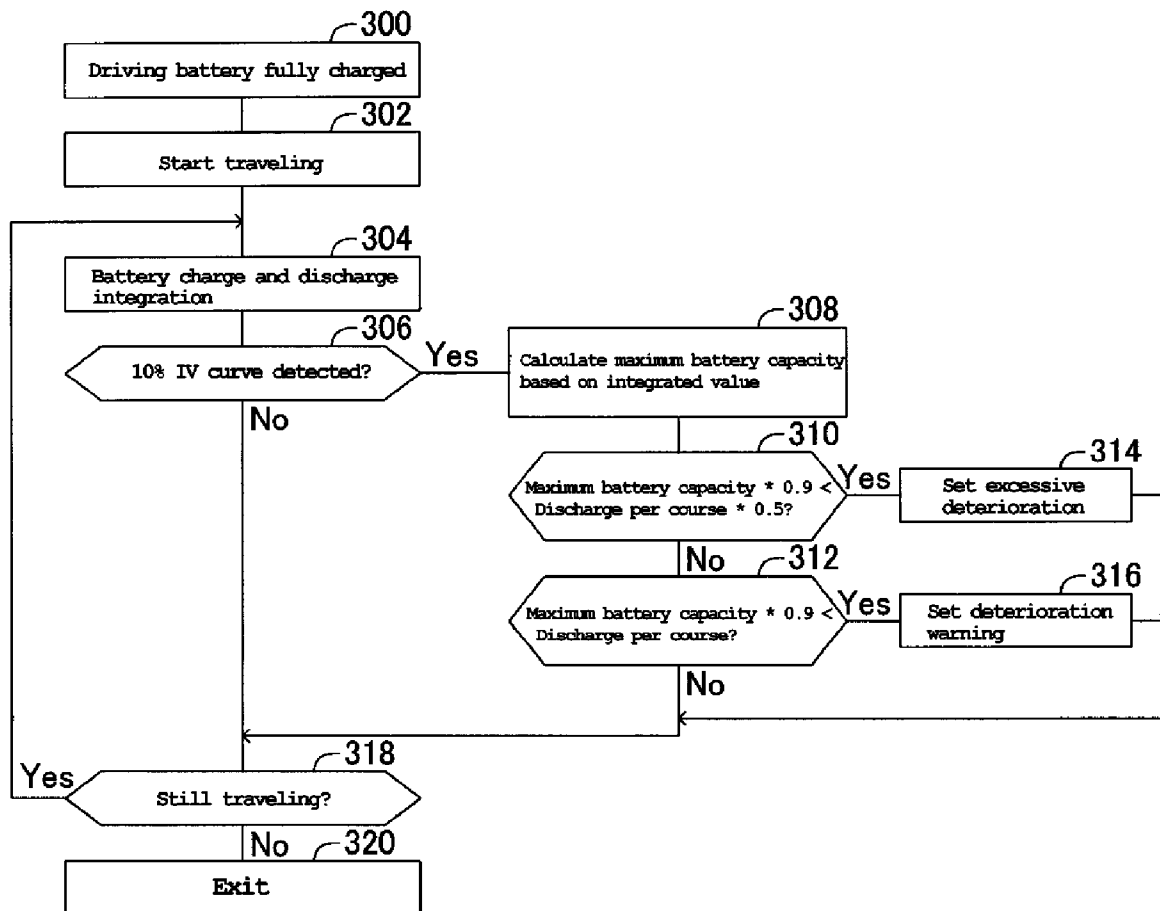 300
Driving battery fully charged
302
Start traveling
304
Battery charge and discharge
integration
306
10% IV curve detected?
Yes
No
308
Calculate maximum battery capacity
based on integrated value
310
Maximum battery capacity * 0.9 <
Discharge per course * 0.5?
Yes
No
314
Set excessive
deterioration
312
Maximum battery capacity * 0.9 <
Discharge per course?
Yes
No
316
Set deterioration
warning
318
Still traveling?
Yes
No
320
Exit